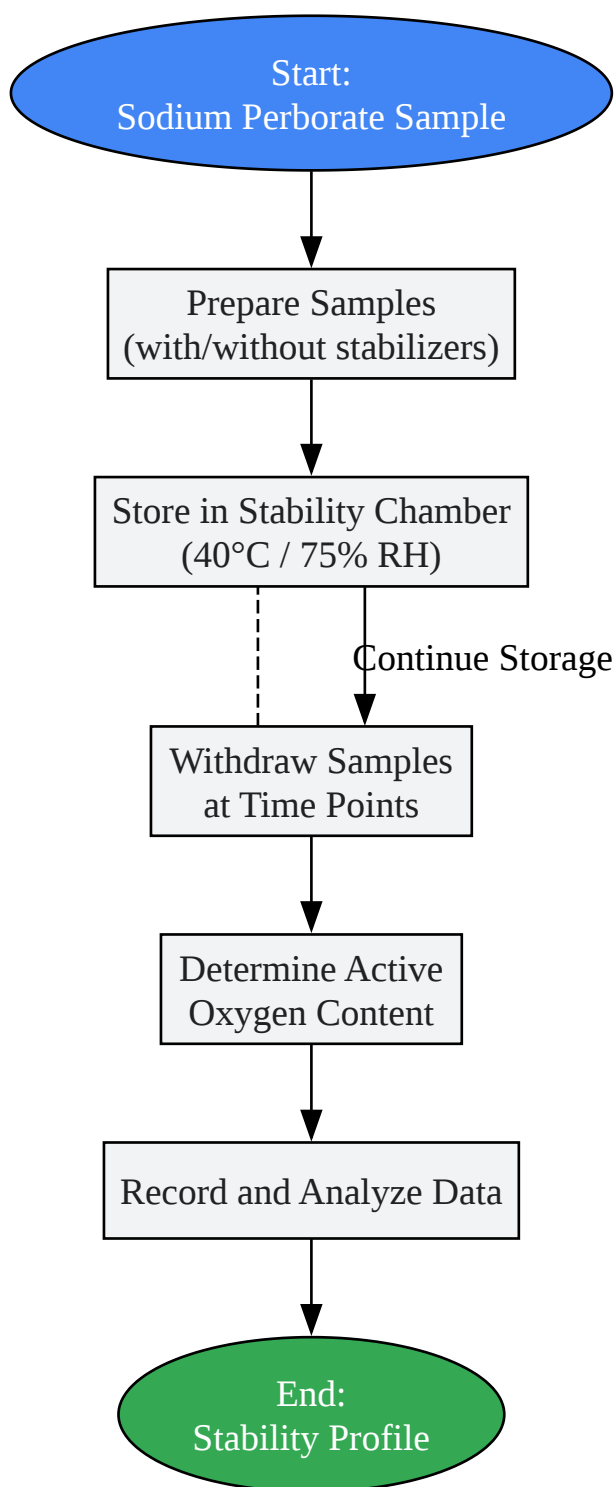 Start:
Sodium Perborate Sample
Prepare Samples
(with/without stabilizers)
Store in Stability Chamber
(40°C / 75% RH)
Continue Storage
Withdraw Samples
at Time Points
Determine Active
Oxygen Content
Record and Analyze Data
End:
Stability Profile